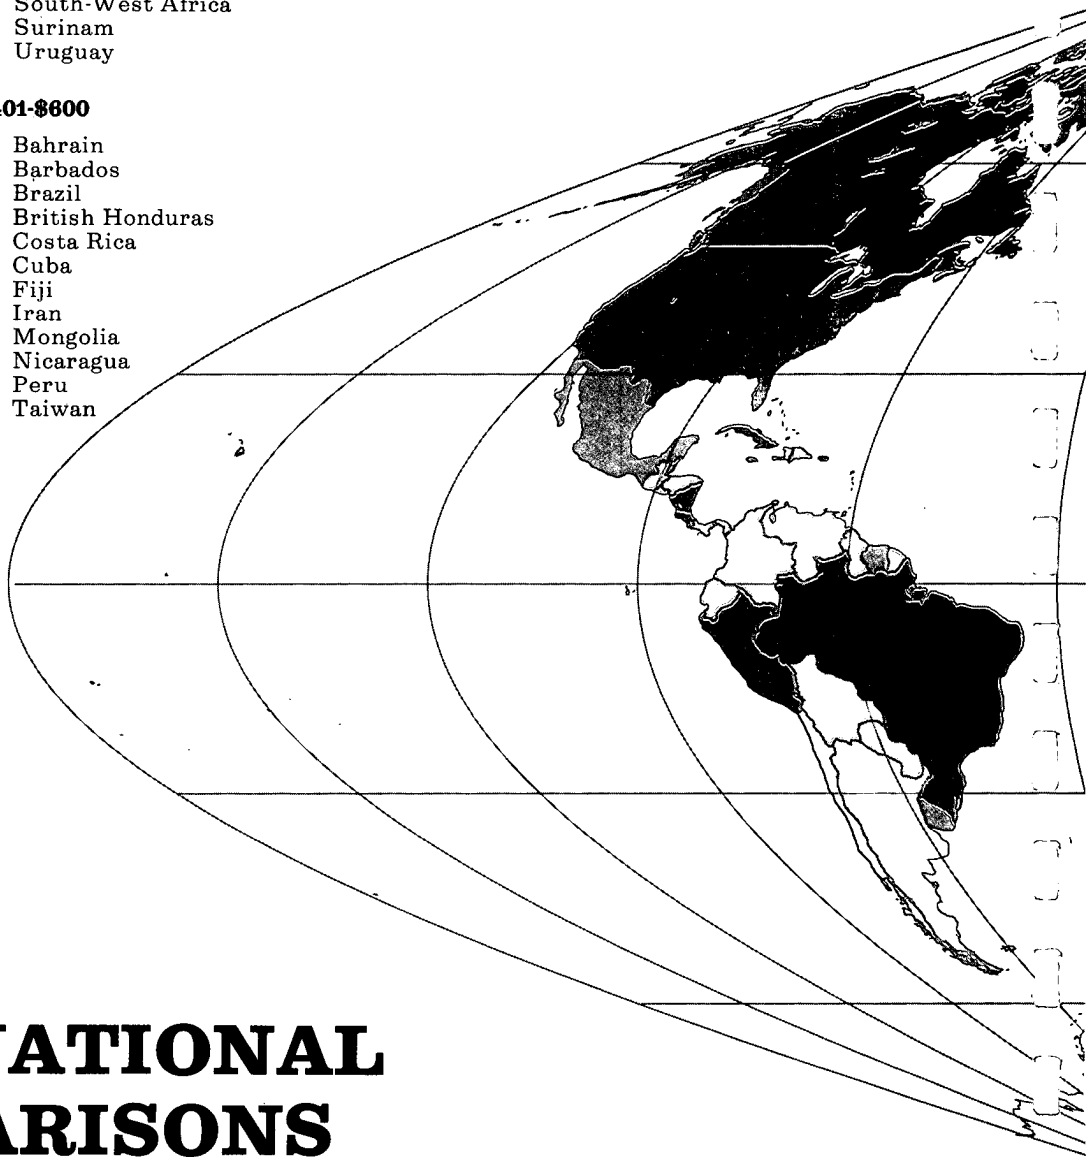 South-West Africa
Surinam
Uruguay
01-$600
Bahrain
Barbados
Brazil
British Honduras
Costa Rica
Cuba
Fiji
Iran
Mongolia
Nicaragua
Peru
Taiwan
NATIONAL
ARISONS